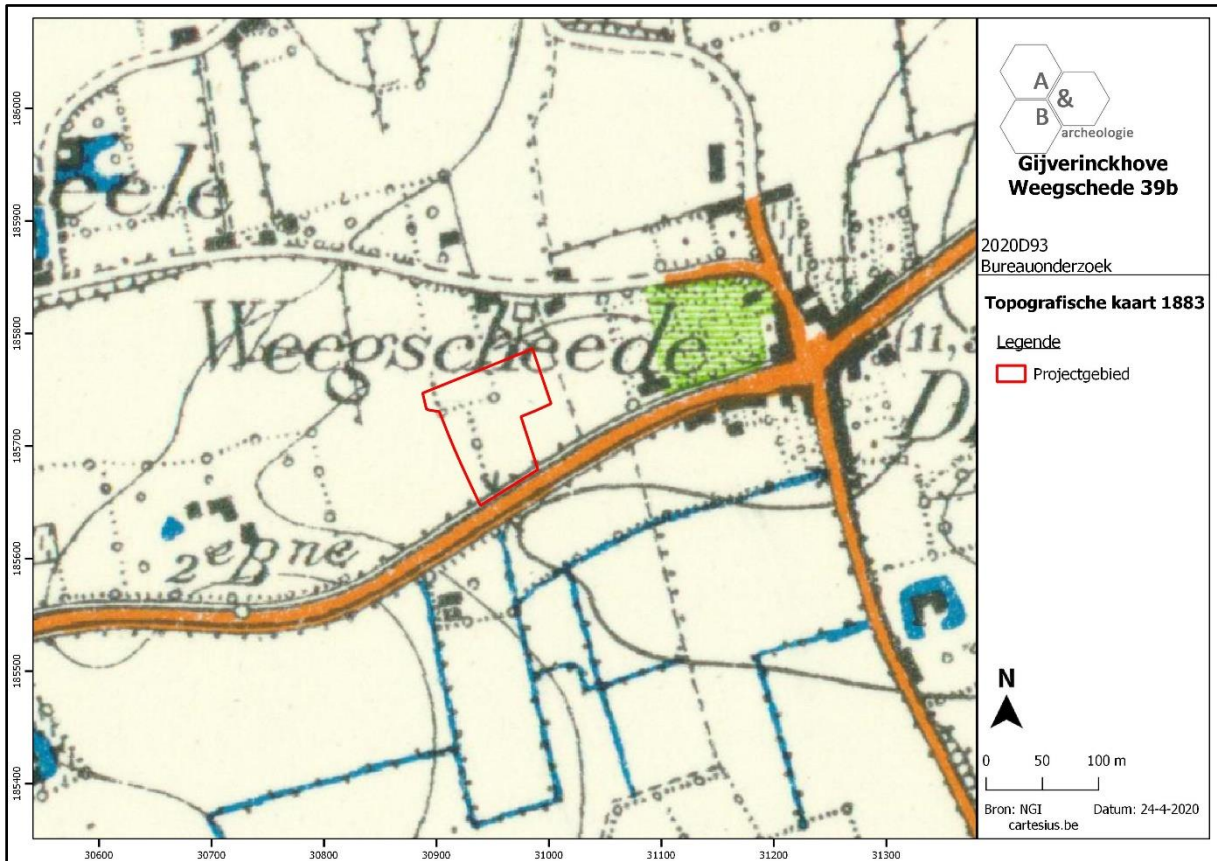 eele
Weegscheede
(11,
D
2e Bne
186000
185900
185800
185700
185600
185500
185400
30600
30700
30800
30900
31000
31100
31200
31300
A
&
B
archeologie
Gijverinckhove
Weegschede 39b
2020D93
Bureauonderzoek
Topografische kaart 1883
Legende
Projectgebied
N
0 50 100 m
Bron: NGI Datum: 24-4-2020
cartesius.be